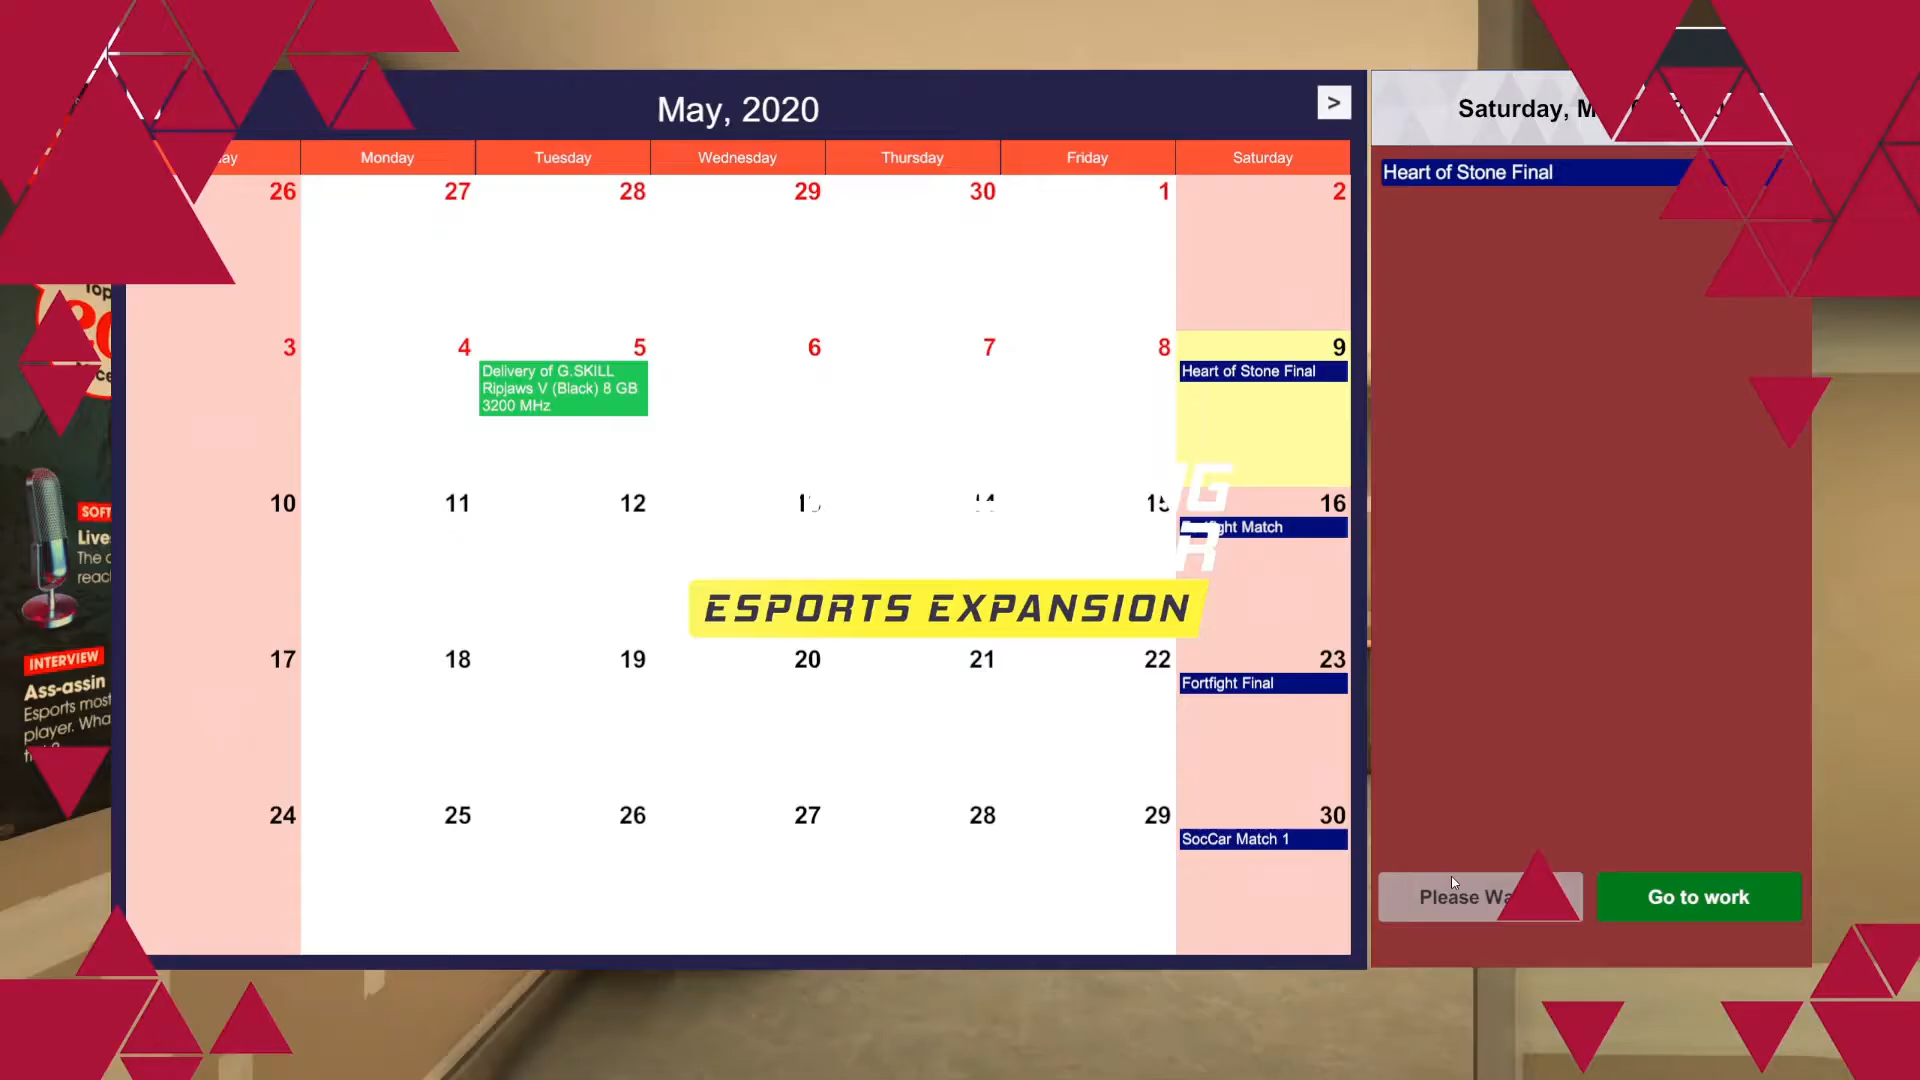 May, 2020
>
Monday
Tuesday
Wednesday
Thursday
Friday
Saturday
26
27
28
29
30
1
2
3
4
5
6
7
8
9
Delivery of G.SKILL
Ripjaws V (Black) 8 GB
3200 MHz
Heart of Stone Final
10
11
12
15
16
Match
ESPORTS EXPANSION
17
18
19
20
21
22
23
Fortfight Final
24
25
26
27
28
29
30
SocCar Match 1
Saturday,
Heart of Stone Final
Please
Go to work
SOFT
Live
The
INTERVIEW
Ass-assin
Esports most
player.